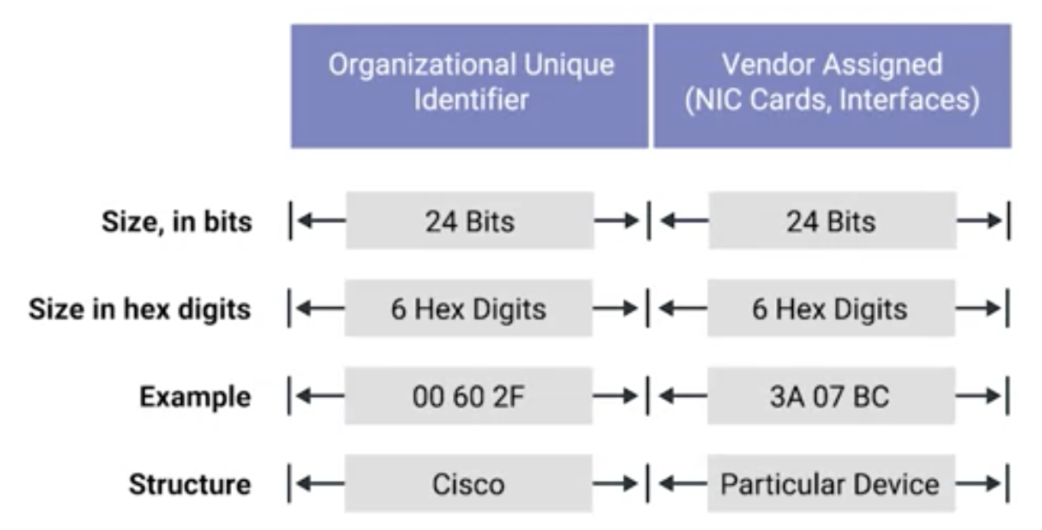 Organizational Unique
Identifier
Vendor Assigned
(NIC Cards, Interfaces)
Size, in bits 24 Bits 24 Bits
Size in hex digits 6 Hex Digits 6 Hex Digits
Example 00 60 2F 3A 07 BC
Structure Cisco Particular Device